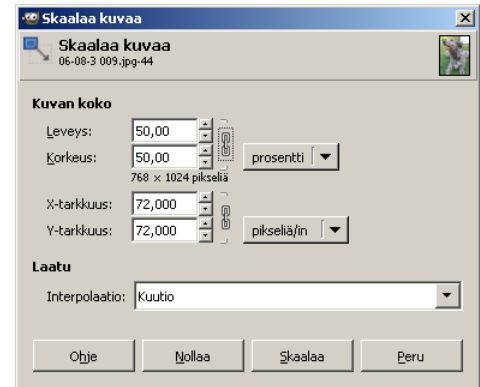 Skaalaa kuvaa
Skaalaa kuvaa
06-08-3 009.jpg-44
Kuvan koko
Leveys: 50,00
Korkeus: 50,00 prosentti
768 × 1024 pikseliä
X-tarkkuus: 72,000
Y-tarkkuus: 72,000 pikseliä/in
Laatu
Interpolaatio: Kuutio
Ohje Nollaa Skaalaa Peru